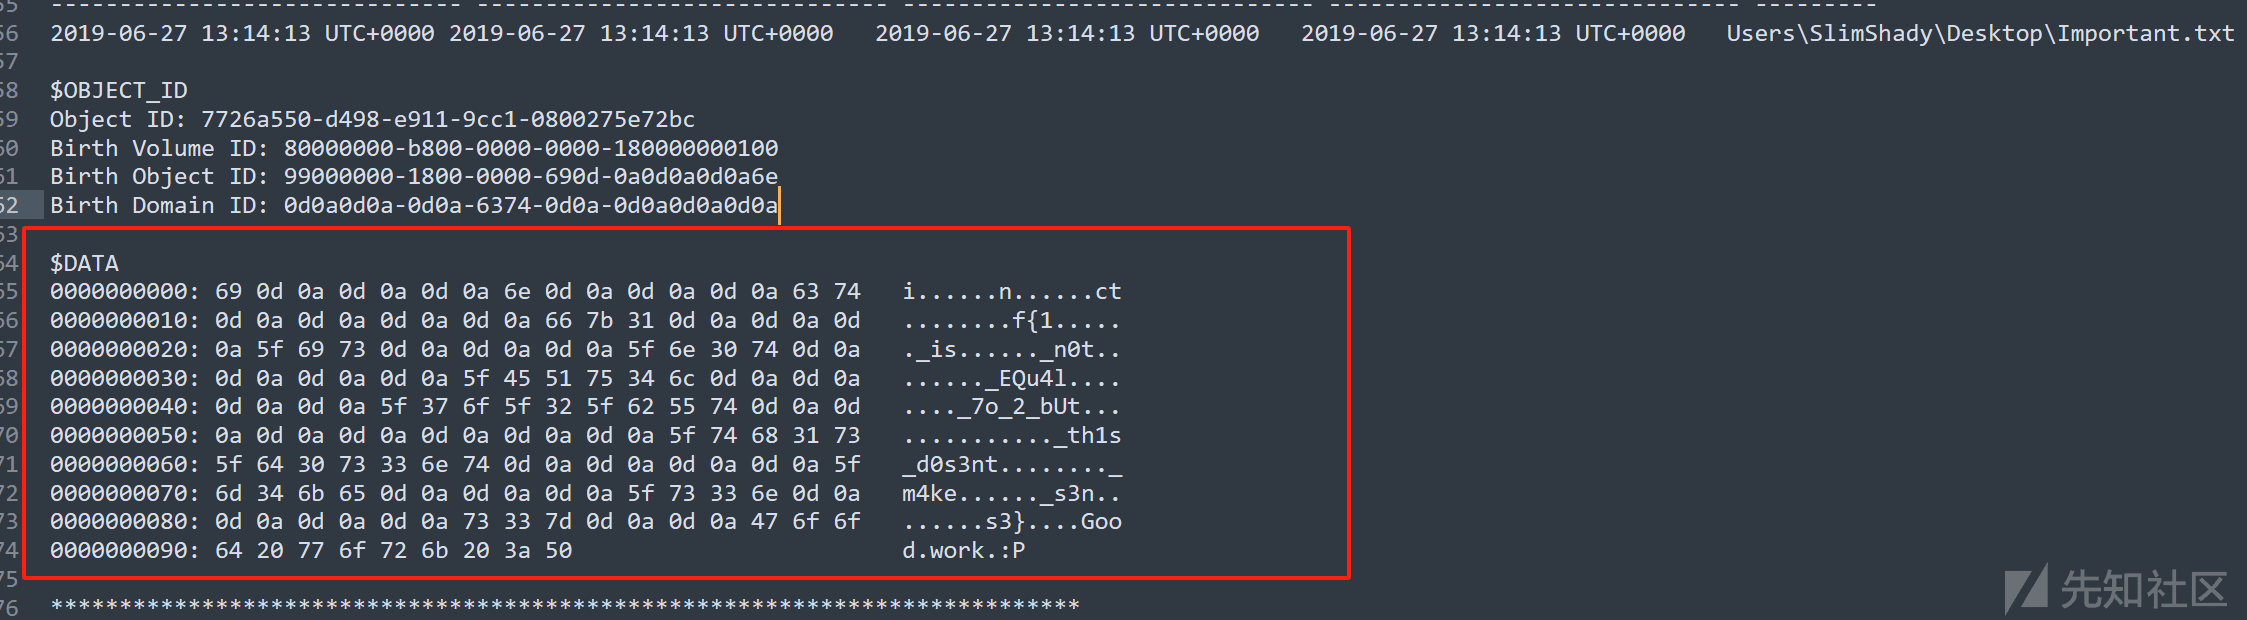 55 ------------------------------ ------------------------------ ------------------------------ ------------------------------ ---------
56 2019-06-27 13:14:13 UTC+0000 2019-06-27 13:14:13 UTC+0000   2019-06-27 13:14:13 UTC+0000   2019-06-27 13:14:13 UTC+0000   Users\SlimShady\Desktop\Important.txt
57
58 $OBJECT_ID
59 Object ID: 7726a550-d498-e911-9cc1-0800275e72bc
60 Birth Volume ID: 80000000-b800-0000-0000-180000000100
61 Birth Object ID: 99000000-1800-0000-690d-0a0d0a0d0a6e
62 Birth Domain ID: 0d0a0d0a-0d0a-6374-0d0a-0d0a0d0a0d0a
63
64 $DATA
65 0000000000: 69 0d 0a 0d 0a 0d 0a 6e 0d 0a 0d 0a 0d 0a 63 74   i......n......ct
66 0000000010: 0d 0a 0d 0a 0d 0a 0d 0a 66 7b 31 0d 0a 0d 0a 0d   ........f{1.....
67 0000000020: 0a 5f 69 73 0d 0a 0d 0a 0d 0a 5f 6e 30 74 0d 0a   ._is......_n0t..
68 0000000030: 0d 0a 0d 0a 0d 0a 5f 45 51 75 34 6c 0d 0a 0d 0a   ......_EQu4l....
69 0000000040: 0d 0a 0d 0a 5f 37 6f 5f 32 5f 62 55 74 0d 0a 0d   ...._7o_2_bUt...
70 0000000050: 0a 0d 0a 0d 0a 0d 0a 0d 0a 0d 0a 5f 74 68 31 73   ..........._th1s
71 0000000060: 5f 64 30 73 33 6e 74 0d 0a 0d 0a 0d 0a 0d 0a 5f   _d0s3nt........_
72 0000000070: 6d 34 6b 65 0d 0a 0d 0a 0d 0a 5f 73 33 6e 0d 0a   m4ke......_s3n..
73 0000000080: 0d 0a 0d 0a 0d 0a 73 33 7d 0d 0a 0d 0a 47 6f 6f   ......s3}....Goo
74 0000000090: 64 20 77 6f 72 6b 20 3a 50                        d.work.:P
75
76 ***************************************************************************
先知社区